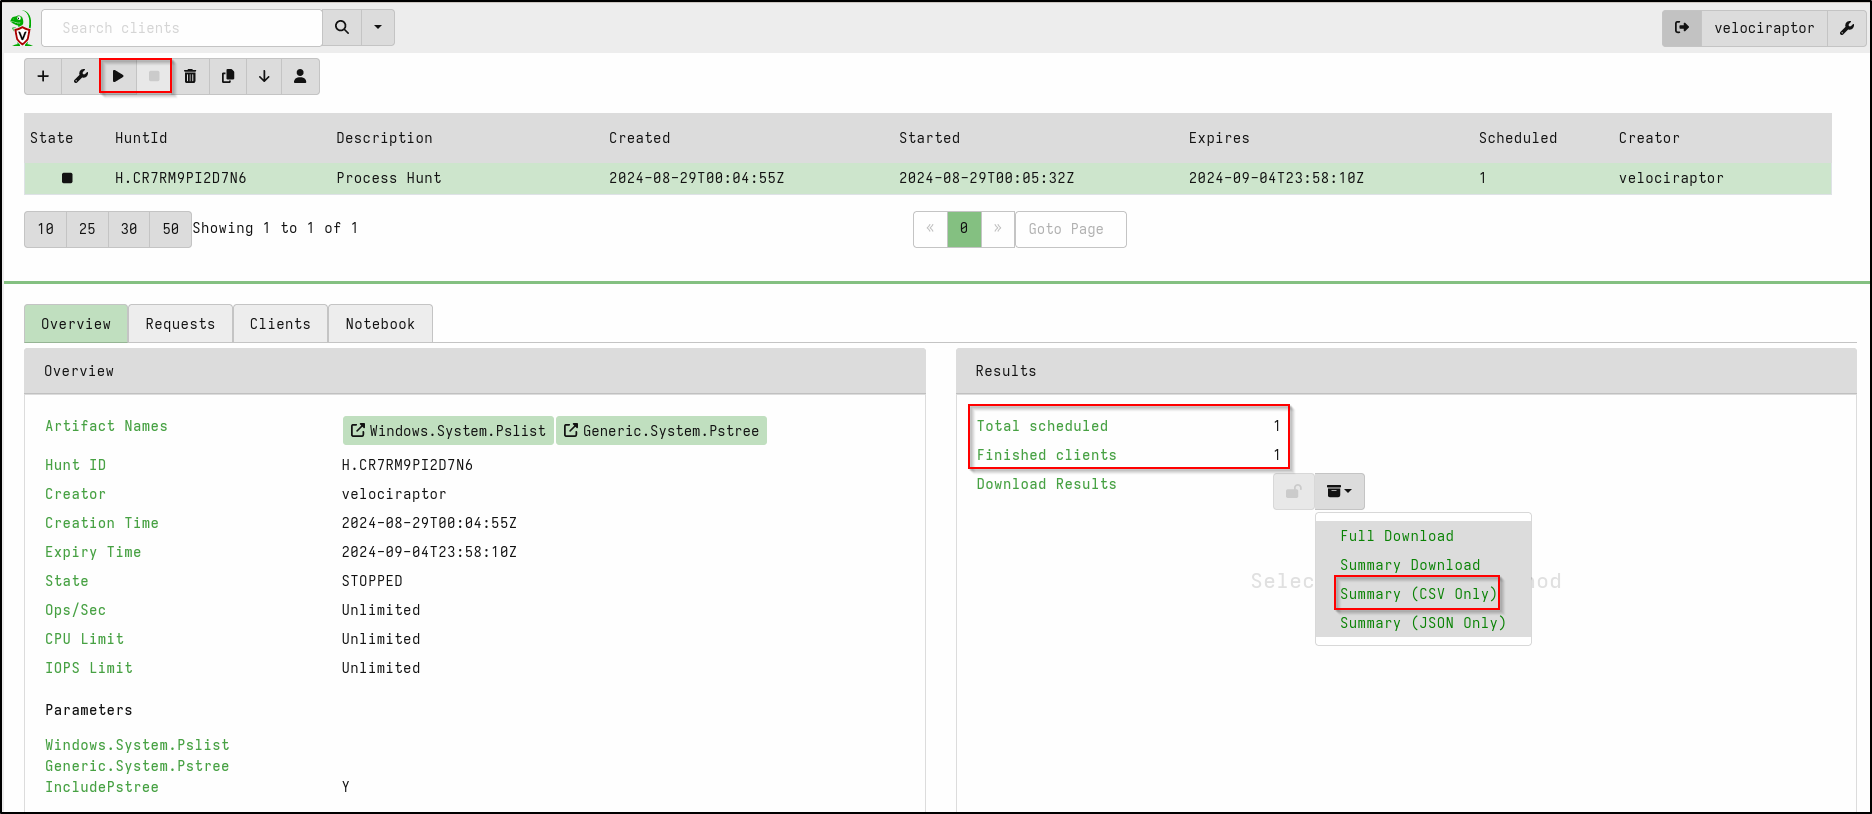 Search clients
velociraptor
State HuntId Description Created Started Expires Scheduled Creator
H.CR7RM9PI2D7N6 Process Hunt 2024-08-29T00:04:55Z 2024-08-29T00:05:32Z 2024-09-04T23:58:10Z 1 velociraptor
10 25 30 50 Showing 1 to 1 of 1 « 0 » Goto Page
Overview Requests Clients Notebook
Overview
Artifact Names Windows.System.Pslist Generic.System.Pstree
Hunt ID H.CR7RM9PI2D7N6
Creator velociraptor
Creation Time 2024-08-29T00:04:55Z
Expiry Time 2024-09-04T23:58:10Z
State STOPPED
Ops/Sec Unlimited
CPU Limit Unlimited
IOPS Limit Unlimited
Parameters
Windows.System.Pslist
Generic.System.Pstree
IncludePstree Y
Results
Total scheduled 1
Finished clients 1
Download Results
Full Download
Summary Download
Summary (CSV Only)
Summary (JSON Only)